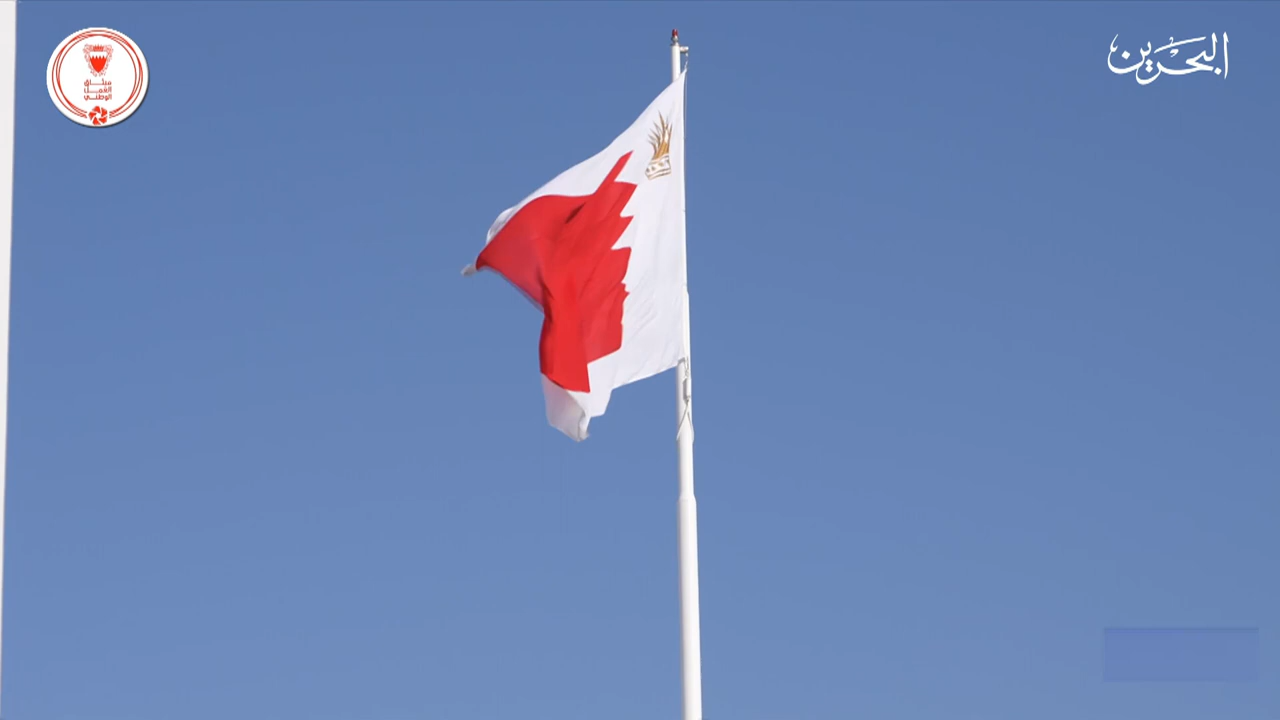 ميثاق
العمل
الوطني
البحرين